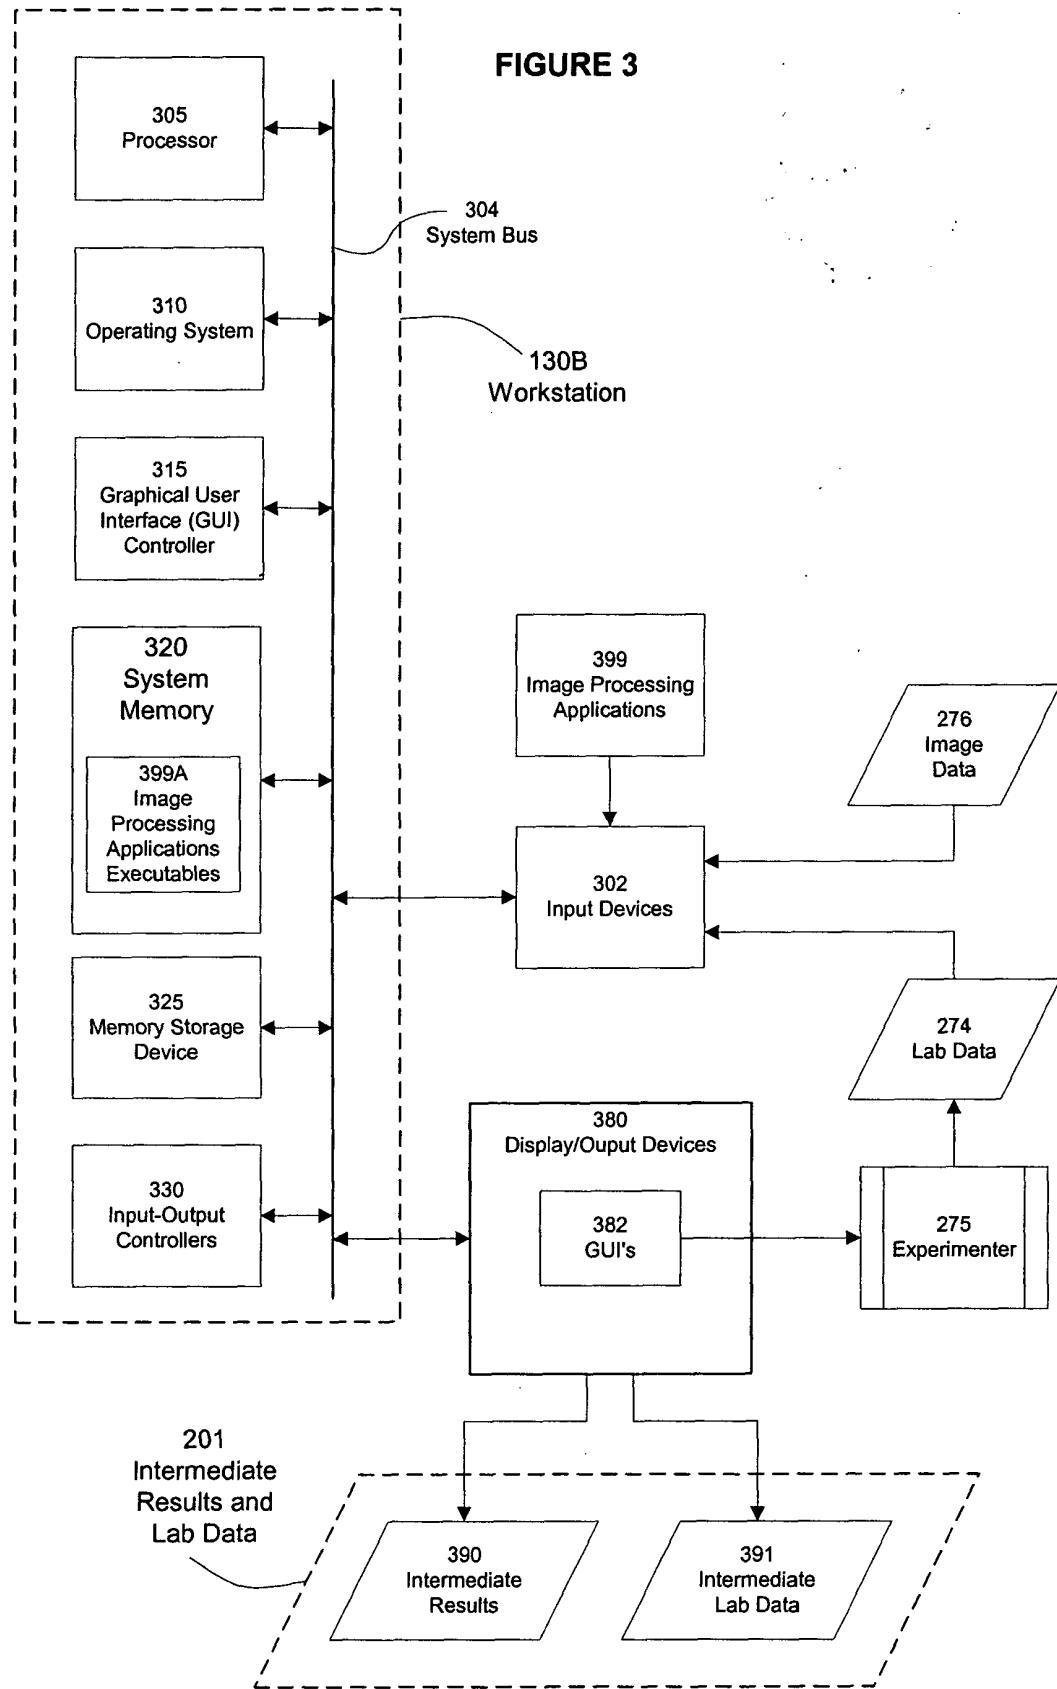 FIGURE 3
305
Processor
304
System Bus
310
Operating System
130B
Workstation
315
Graphical User
Interface (GUI)
Controller
320
System
Memory
399A
Image
Processing
Applications
Executables
399
Image Processing
Applications
276
Image
Data
302
Input Devices
325
Memory Storage
Device
274
Lab Data
380
Display/Ouput Devices
382
GUI's
275
Experimenter
330
Input-Output
Controllers
201
Intermediate
Results and
Lab Data
390
Intermediate
Results
391
Intermediate
Lab Data